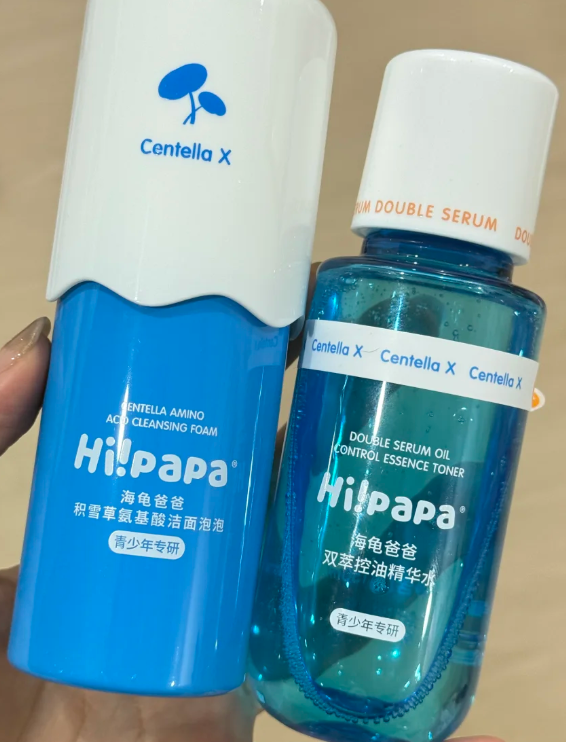 Centella X
CENTELLA AMINO
ACID CLEANSING FOAM
Hi!papa®
海龟爸爸
积雪草氨基酸洁面泡泡
青少年专研
DOUBLE SERUM
Centella X Centella X Centella X
DOUBLE SERUM OIL
CONTROL ESSENCE TONER
Hi!papa®
海龟爸爸
双萃控油精华水
青少年专研